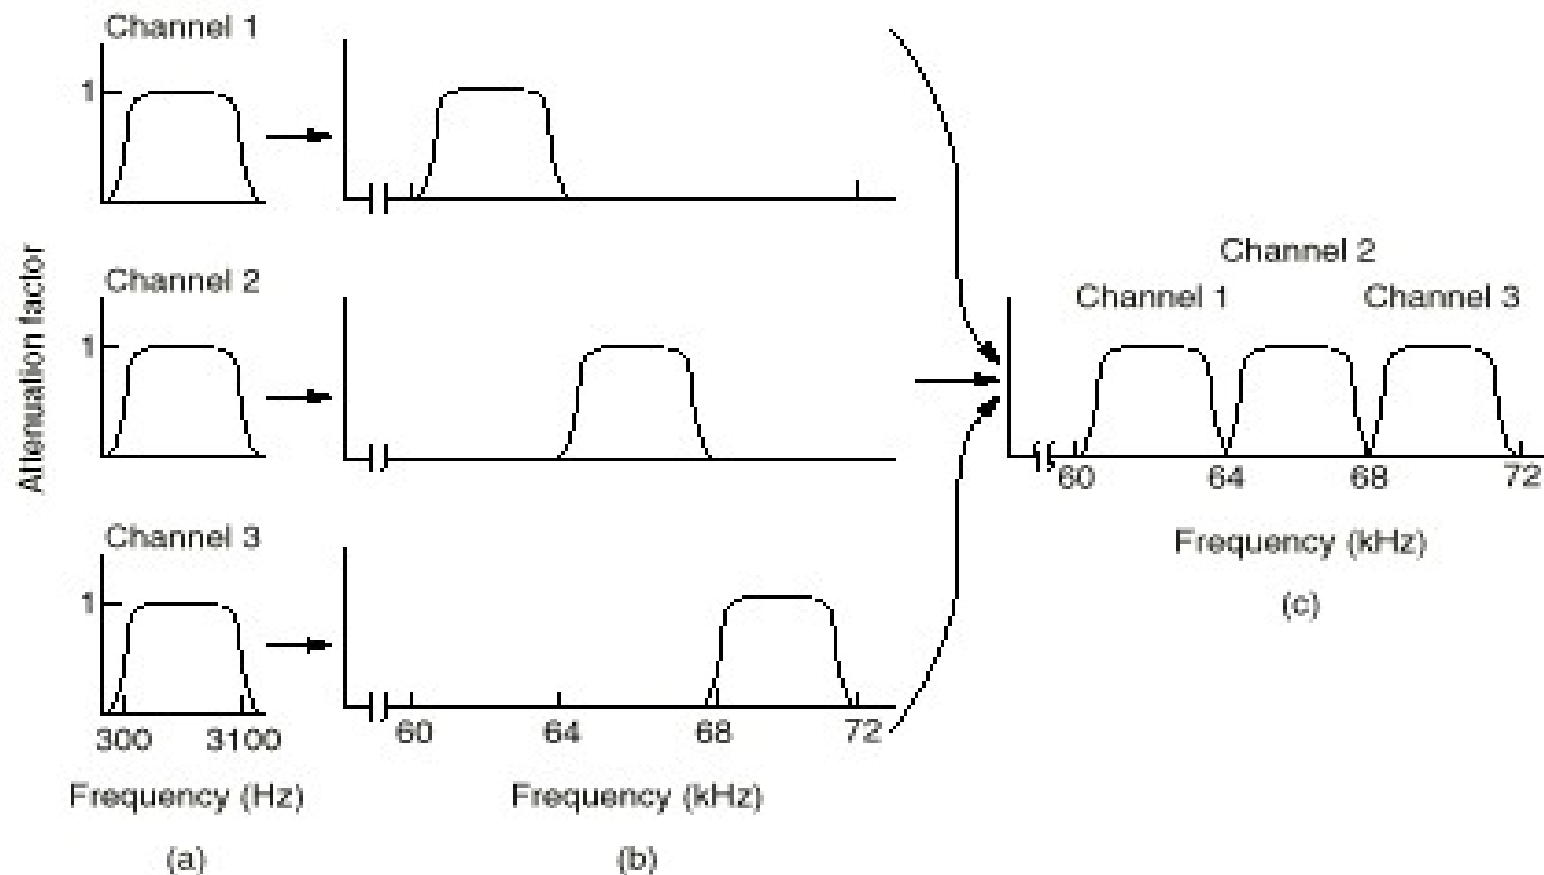 Channel 1
1
Channel 2
1
Attenuation factor
Channel 3
1
300 3100
Frequency (Hz)
(a)
60 64 68 72
Frequency (kHz)
(b)
Channel 2
Channel 1 Channel 3
60 64 68 72
Frequency (kHz)
(c)